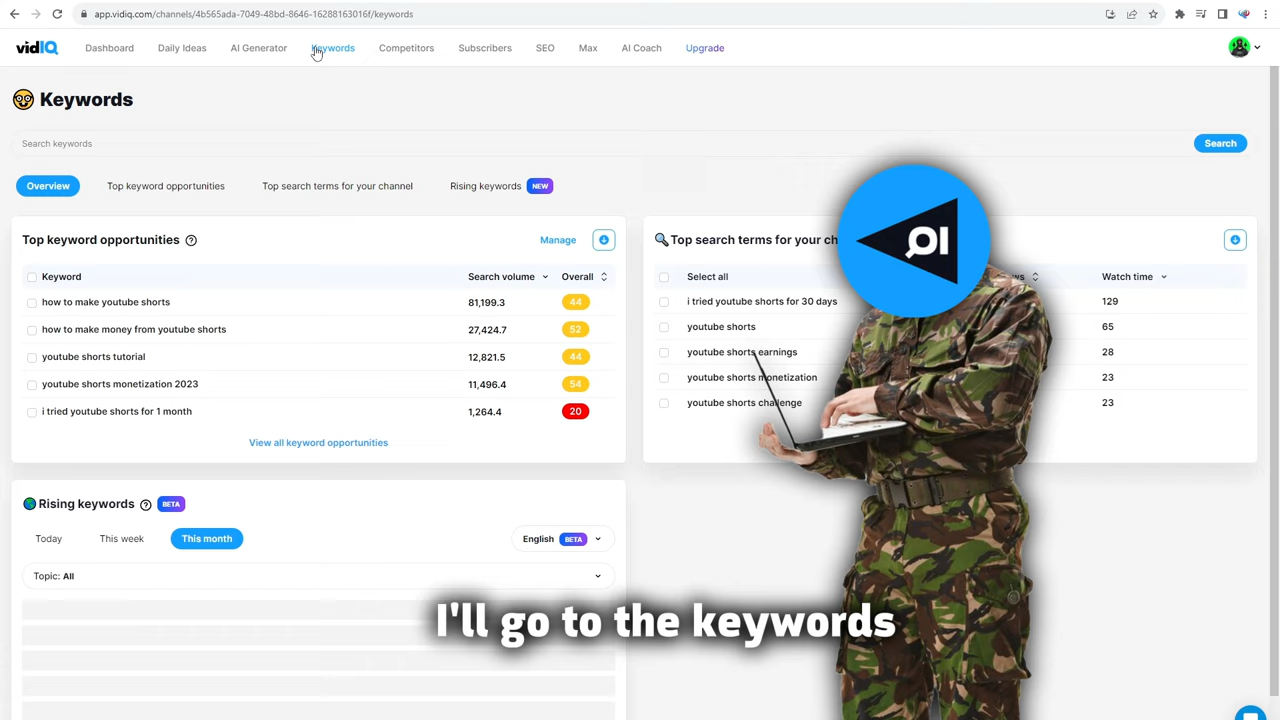 app.vidiq.com/channels/4b565ada-7049-48bd-8646-16288163016f/keywords
vidIQ Dashboard Daily Ideas AI Generator Keywords Competitors Subscribers SEO Max AI Coach Upgrade
Keywords
Search keywords Search
Overview Top keyword opportunities Top search terms for your channel Rising keywords NEW
Top keyword opportunities Manage
Keyword Search volume Overall
how to make youtube shorts 81,199.3 44
how to make money from youtube shorts 27,424.7 52
youtube shorts tutorial 12,821.5 44
youtube shorts monetization 2023 11,496.4 54
i tried youtube shorts for 1 month 1,264.4 20
View all keyword opportunities
Top search terms for your
Select all Watch time
i tried youtube shorts for 30 days 129
youtube shorts 65
youtube shorts earnings 28
youtube shorts monetization 23
youtube shorts challenge 23
Rising keywords BETA
Today This week This month English BETA
Topic: All
I'll go to the keywords